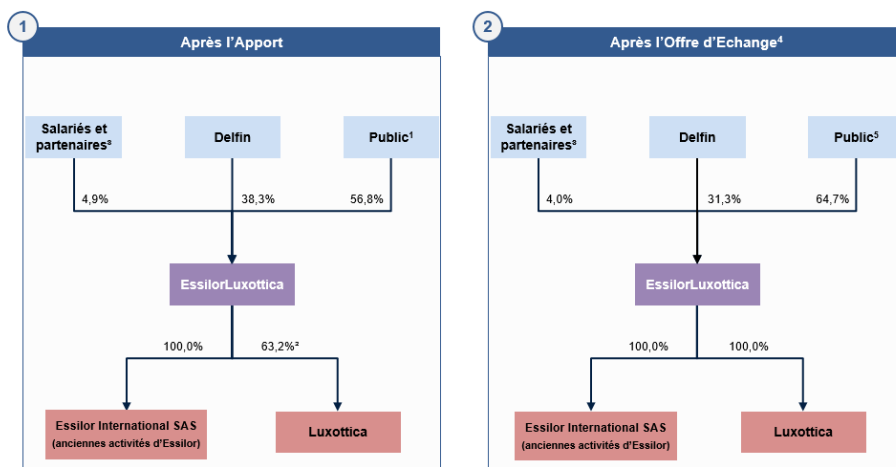 1
Après l'Apport
Salariés et
partenaires³
Delfin
Public¹
4,9%
38,3%
56,8%
EssilorLuxottica
100,0%
63,2%²
Essilor International SAS
(anciennes activités d'Essilor)
Luxottica
2
Après l'Offre d'Echange⁴
Salariés et
partenaires³
Delfin
Public⁵
4,0%
31,3%
64,7%
EssilorLuxottica
100,0%
100,0%
Essilor International SAS
(anciennes activités d'Essilor)
Luxottica